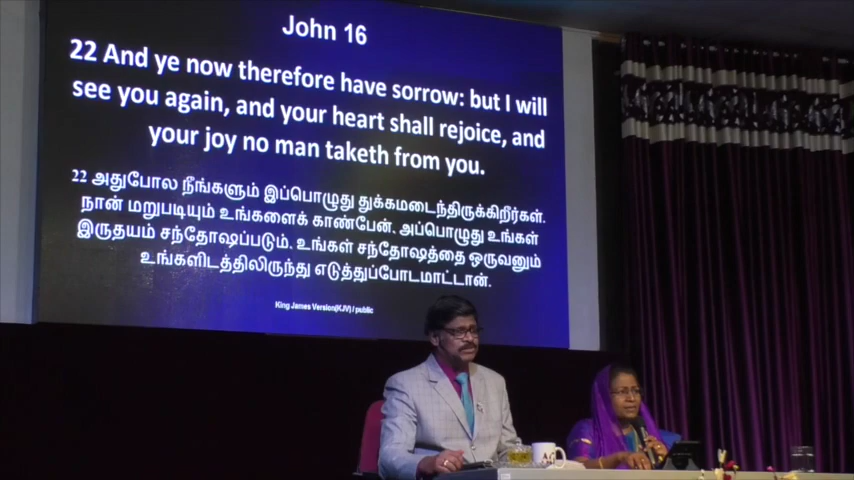 John 16
22 And ye now therefore have sorrow: but I will
see you again, and your heart shall rejoice, and
your joy no man taketh from you.
22 அதுபோல நீங்களும் இப்பொழுது துக்கமடைந்திருக்கிறீர்கள்.
நான் மறுபடியும் உங்களைக் காண்பேன். அப்பொழுது உங்கள்
இருதயம் சந்தோஷப்படும். உங்கள் சந்தோஷத்தை ஒருவனும்
உங்களிடத்திலிருந்து எடுத்துப்போடமாட்டான்.
King James Version(KJV) / public